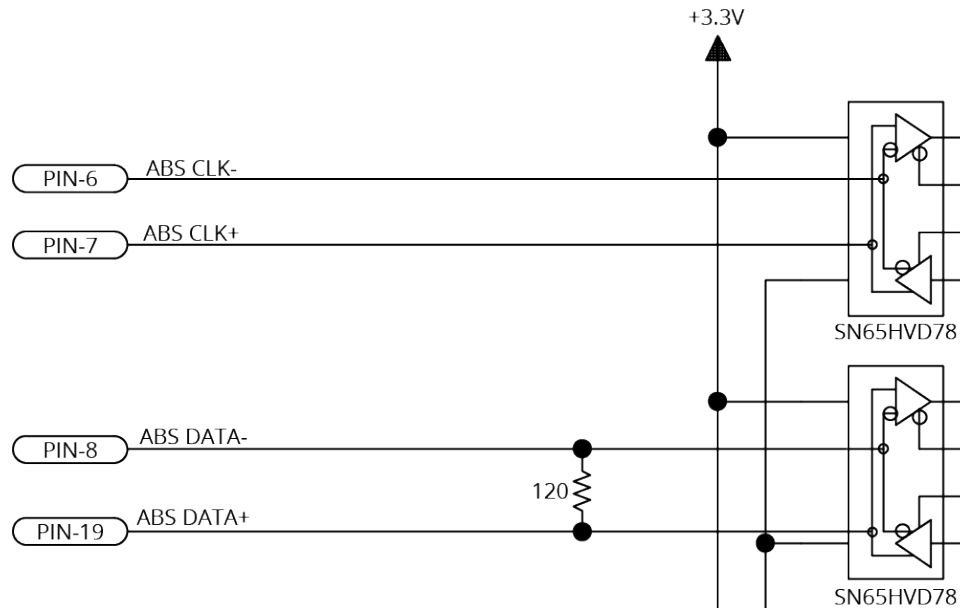 +3.3V
PIN-6 ABS CLK-
PIN-7 ABS CLK+
SN65HVD78
PIN-8 ABS DATA-
120
PIN-19 ABS DATA+
SN65HVD78